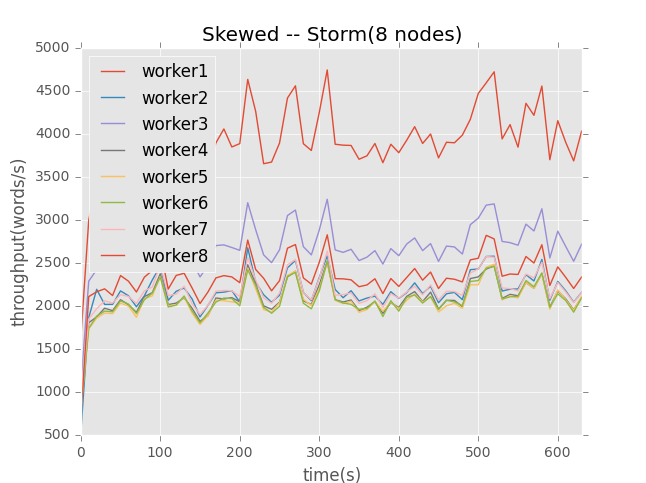 Skewed -- Storm(8 nodes)
5000
4500
4000
3500
3000
2500
2000
1500
1000
500
throughput(words/s)
worker1
worker2
worker3
worker4
worker5
worker6
worker7
worker8
0 100 200 300 400 500 600
time(s)